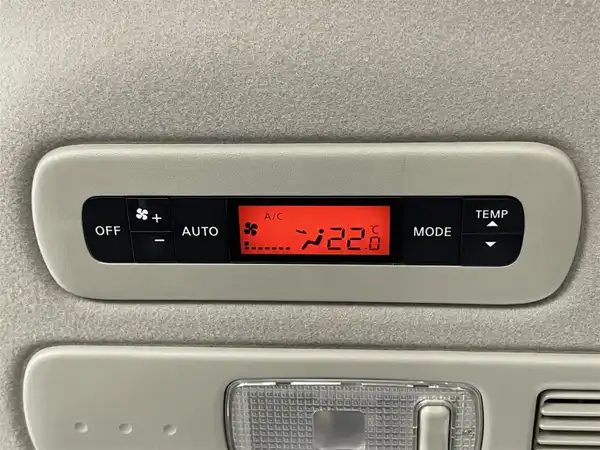 OFF + − AUTO A/C 22.0°C MODE TEMP